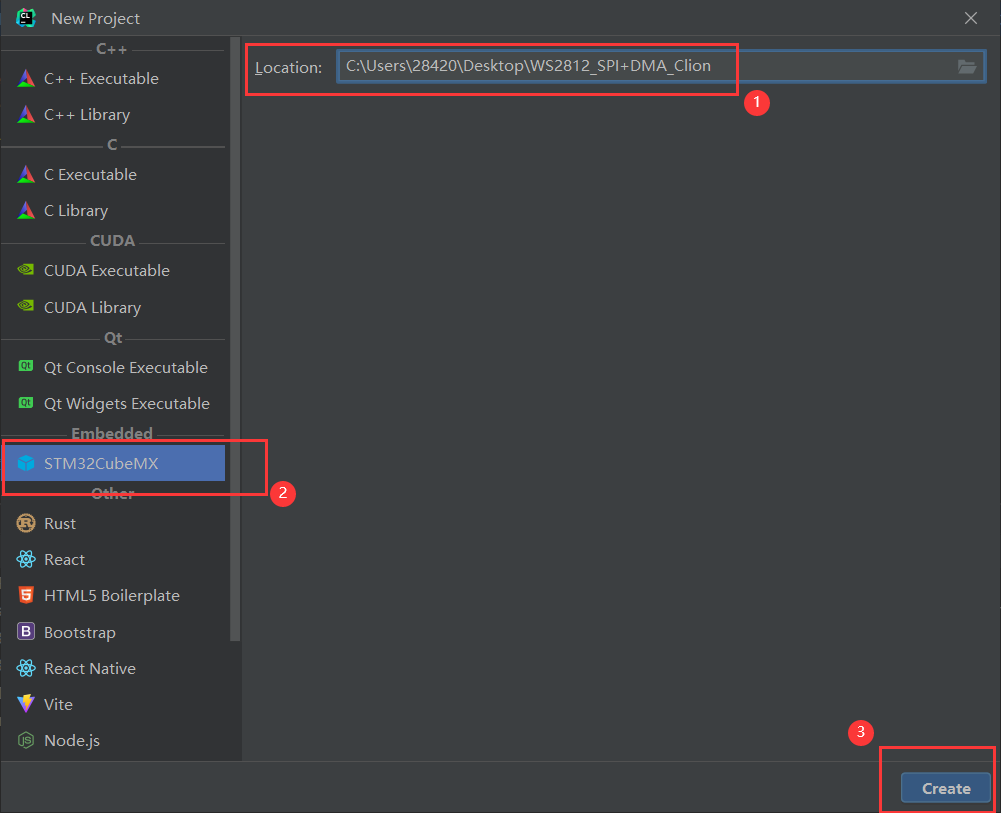 New Project
C++
C++ Executable
C++ Library
C
C Executable
C Library
CUDA
CUDA Executable
CUDA Library
Qt
Qt Console Executable
Qt Widgets Executable
Embedded
STM32CubeMX
Other
Rust
React
HTML5 Boilerplate
Bootstrap
React Native
Vite
Node.js
Location: C:\Users\28420\Desktop\WS2812_SPI+DMA_Clion
1
2
3
Create